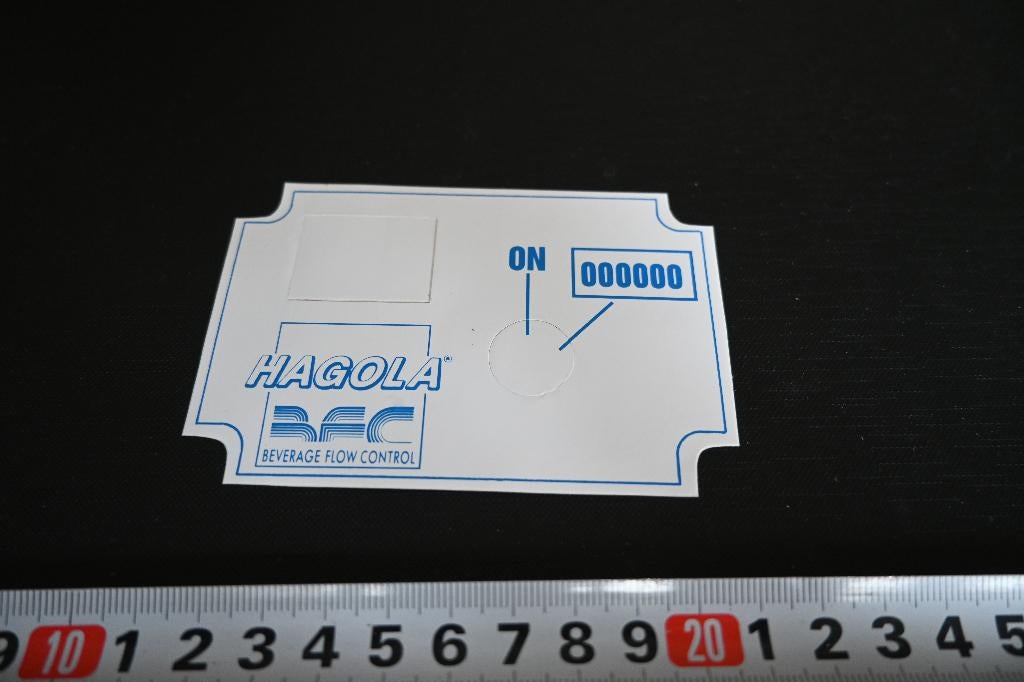 ON
000000
HAGOLA®
BFC
BEVERAGE FLOW CONTROL
9 10 1 2 3 4 5 6 7 8 9 20 1 2 3 4 5